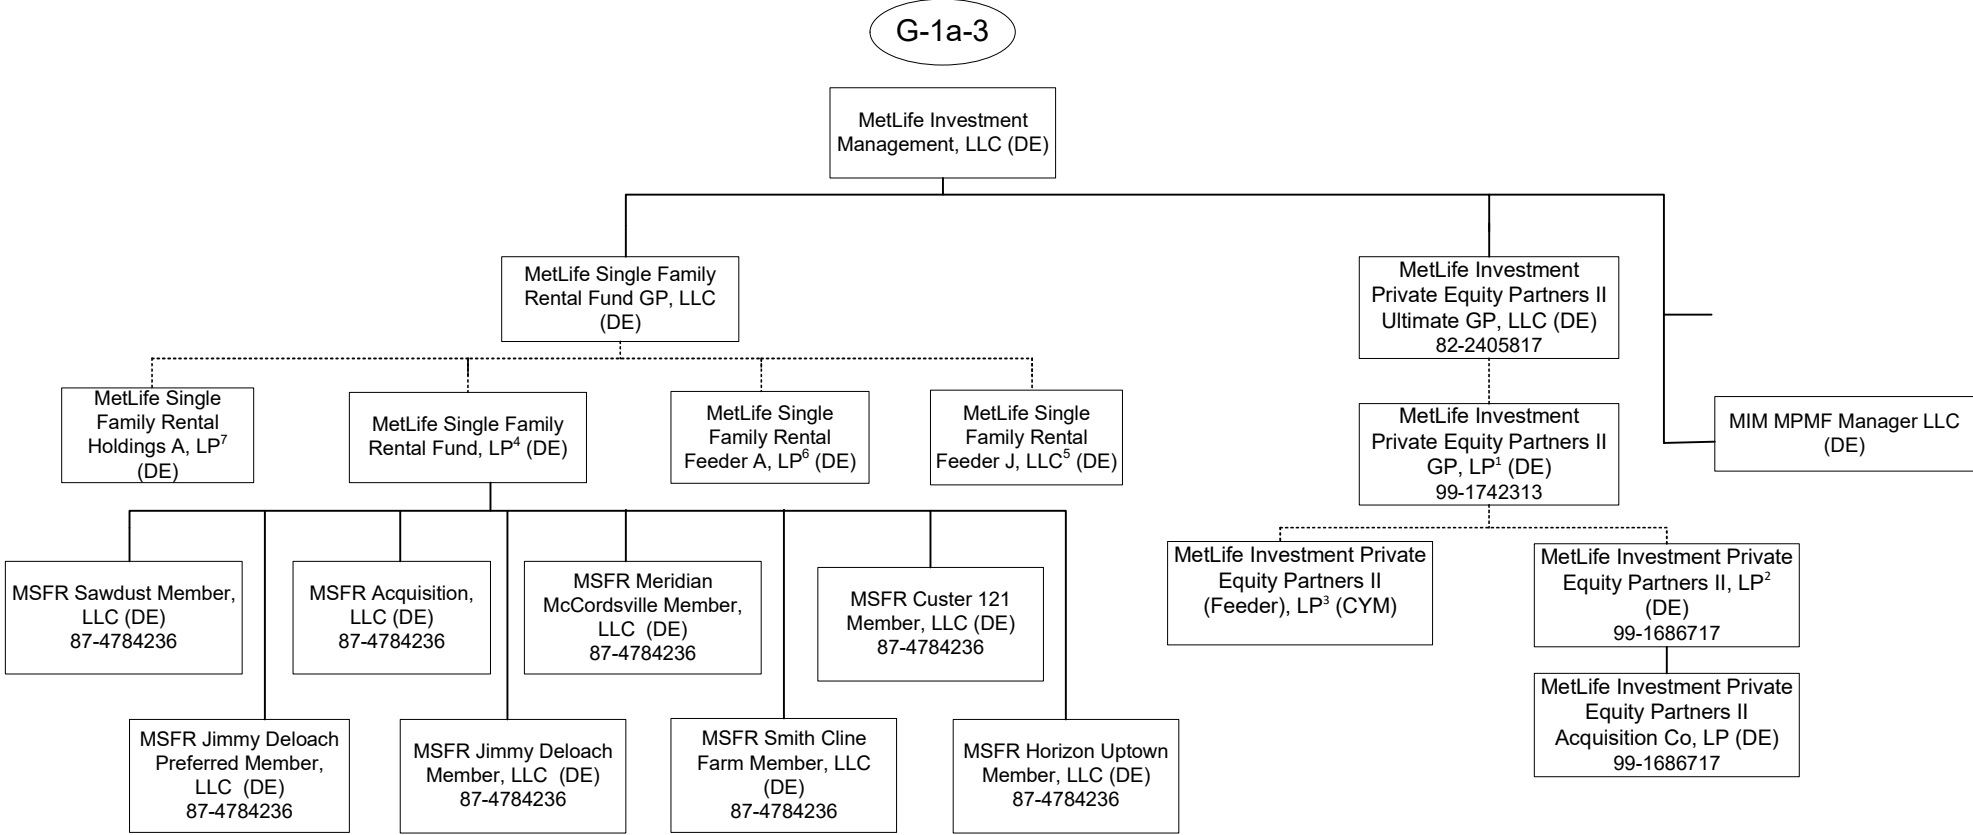 G-1a-3
MetLife Investment
Management, LLC (DE)
MetLife Single Family
Rental Fund GP, LLC
(DE)
MetLife Investment
Private Equity Partners II
Ultimate GP, LLC (DE)
82-2405817
MetLife Single
Family Rental
Holdings A, LP7
(DE)
MetLife Single Family
Rental Fund, LP4 (DE)
MetLife Single
Family Rental
Feeder A, LP6 (DE)
MetLife Single
Family Rental
Feeder J, LLC5 (DE)
MetLife Investment
Private Equity Partners II
GP, LP1 (DE)
99-1742313
MIM MPMF Manager LLC
(DE)
MSFR Sawdust Member,
LLC (DE)
87-4784236
MSFR Acquisition,
LLC (DE)
87-4784236
MSFR Meridian
McCordsville Member,
LLC (DE)
87-4784236
MSFR Custer 121
Member, LLC (DE)
87-4784236
MetLife Investment Private
Equity Partners II
(Feeder), LP3 (CYM)
MetLife Investment Private
Equity Partners II, LP2
(DE)
99-1686717
MSFR Jimmy Deloach
Preferred Member,
LLC (DE)
87-4784236
MSFR Jimmy Deloach
Member, LLC (DE)
87-4784236
MSFR Smith Cline
Farm Member, LLC
(DE)
87-4784236
MSFR Horizon Uptown
Member, LLC (DE)
87-4784236
MetLife Investment Private
Equity Partners II
Acquisition Co, LP (DE)
99-1686717